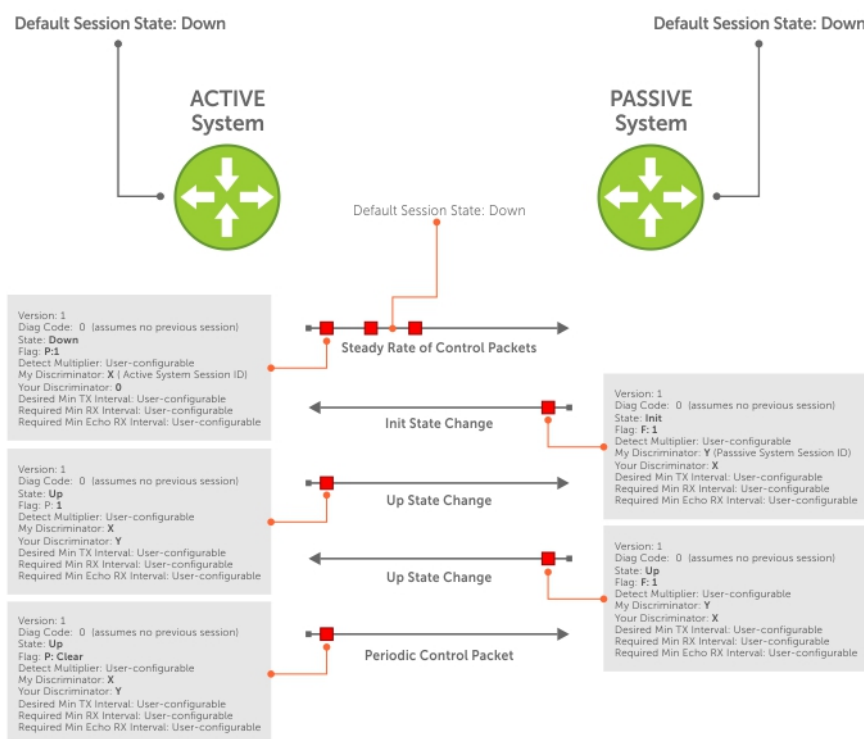 Default Session State: Down
Default Session State: Down
ACTIVE
System
PASSIVE
System
Default Session State: Down
Version: 1
Diag Code:  0  (assumes no previous session)
State: Down
Flag: P:1
Detect Multiplier: User-configurable
My Discriminator: X ( Active System Session ID)
Your Discriminator: 0
Desired Min TX Interval: User-configurable
Required Min RX Interval: User-configurable
Required Min Echo RX Interval: User-configurable
Steady Rate of Control Packets
Version: 1
Diag Code:  0  (assumes no previous session)
State: Init
Flag: F: 1
Detect Multiplier: User-configurable
My Discriminator: Y (Passsive System Session ID)
Your Discriminator: X
Desired Min TX Interval: User-configurable
Required Min RX Interval: User-configurable
Required Min Echo RX Interval: User-configurable
Init State Change
Version: 1
Diag Code:  0  (assumes no previous session)
State: Up
Flag: P: 1
Detect Multiplier: User-configurable
My Discriminator: X
Your Discriminator: Y
Desired Min TX Interval: User-configurable
Required Min RX Interval: User-configurable
Required Min Echo RX Interval: User-configurable
Up State Change
Version: 1
Diag Code:  0  (assumes no previous session)
State: Up
Flag: F: 1
Detect Multiplier: User-configurable
My Discriminator: Y
Your Discriminator: X
Desired Min TX Interval: User-configurable
Required Min RX Interval: User-configurable
Required Min Echo RX Interval: User-configurable
Up State Change
Version: 1
Diag Code:  0  (assumes no previous session)
State: Up
Flag: P: Clear
Detect Multiplier: User-configurable
My Discriminator: X
Your Discriminator: Y
Desired Min TX Interval: User-configurable
Required Min RX Interval: User-configurable
Required Min Echo RX Interval: User-configurable
Periodic Control Packet